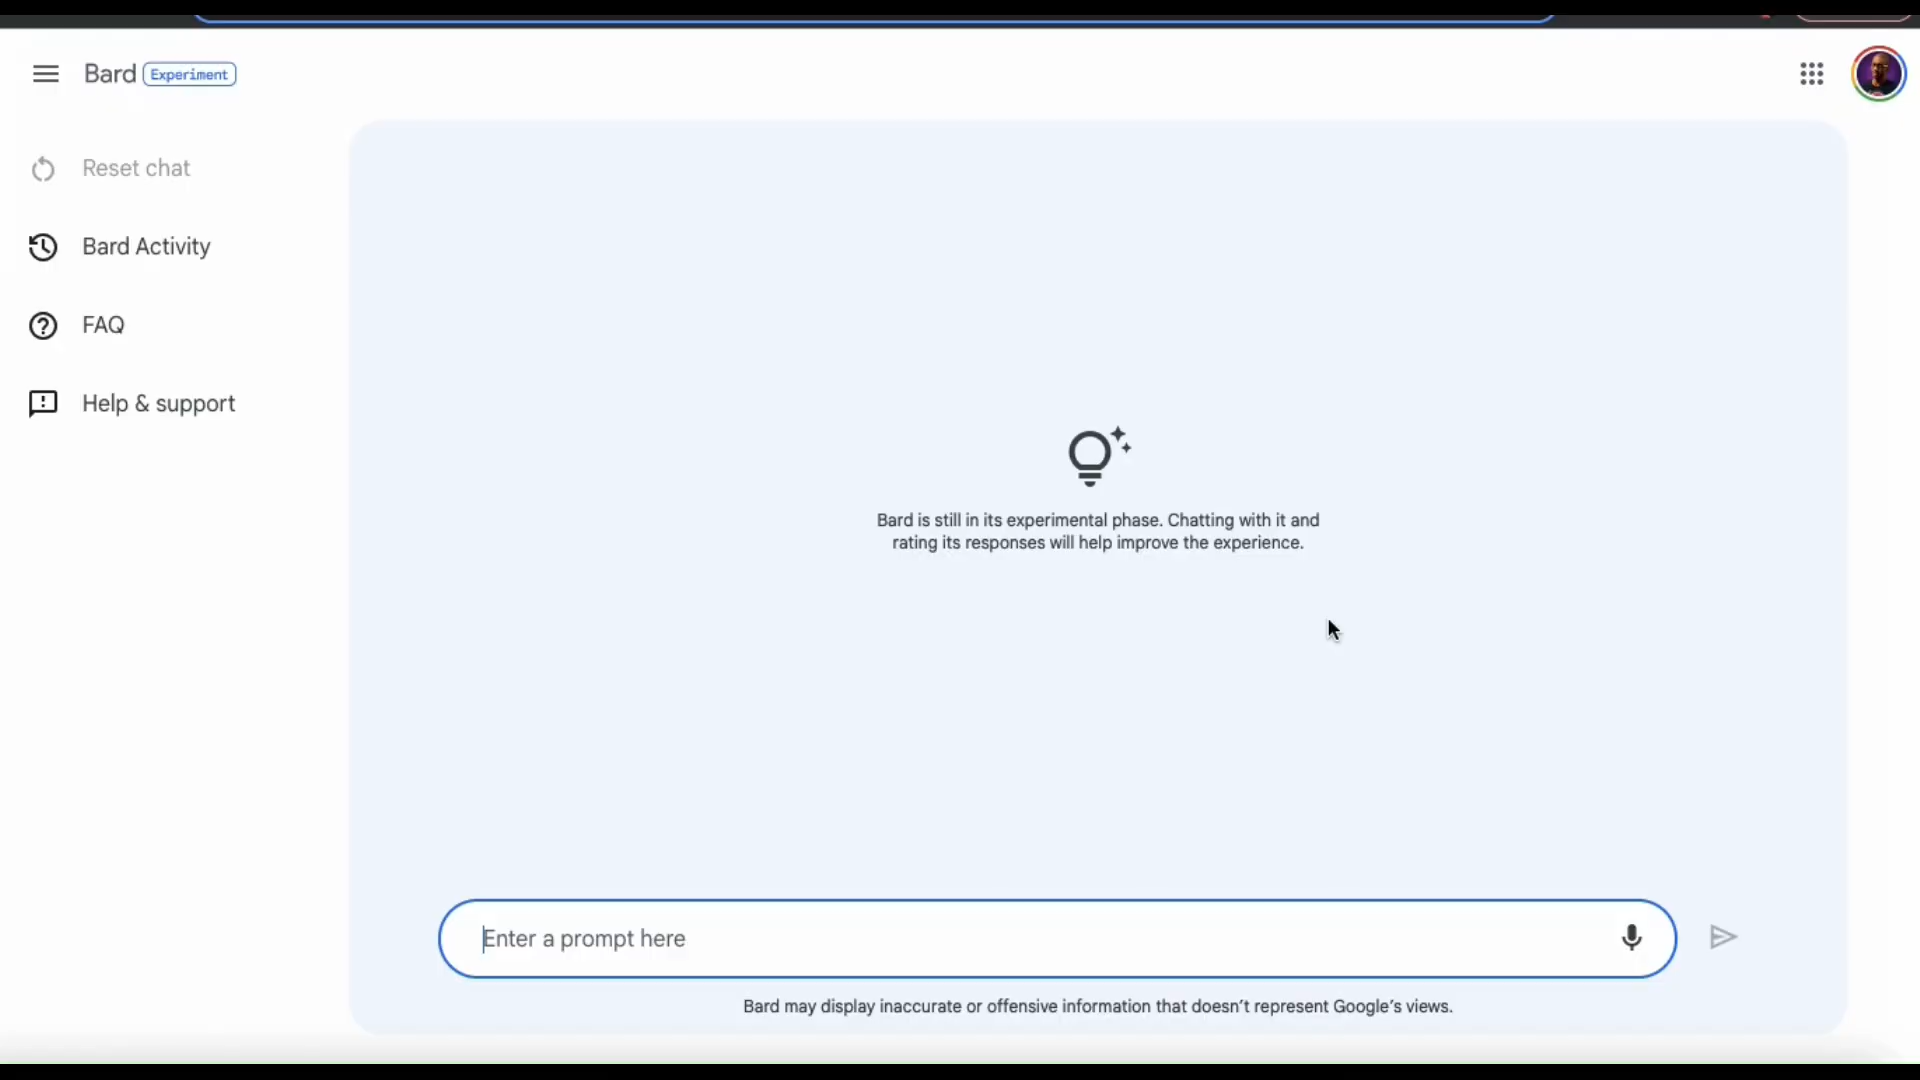 Bard Experiment
Reset chat
Bard Activity
FAQ
Help & support
Bard is still in its experimental phase. Chatting with it and
rating its responses will help improve the experience.
Enter a prompt here
Bard may display inaccurate or offensive information that doesn't represent Google's views.